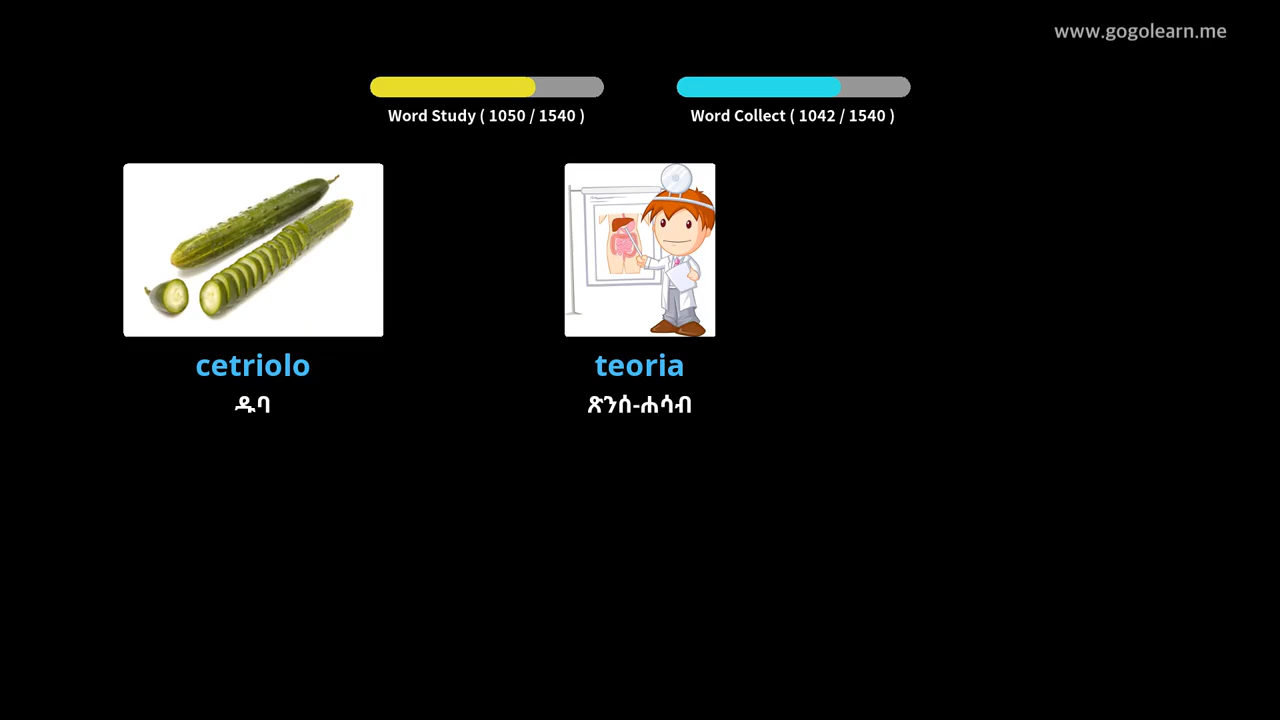 www.gogolearn.me
Word Study ( 1050 / 1540 )
Word Collect ( 1042 / 1540 )
cetriolo
ዱባ
teoria
ጽንሰ-ሐሳብ